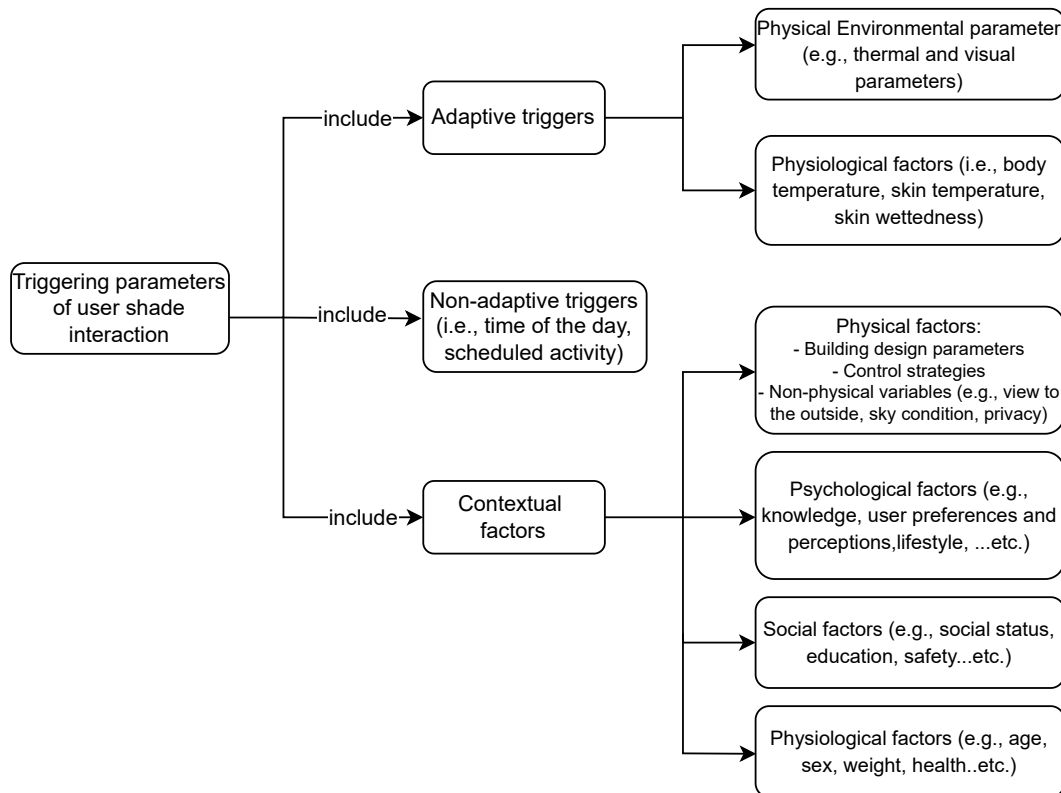 Triggering parameters
of user shade
interaction
include
Adaptive triggers
Physical Environmental parameter
(e.g., thermal and visual
parameters)
Physiological factors (i.e., body
temperature, skin temperature,
skin wettedness)
include
Non-adaptive triggers
(i.e., time of the day,
scheduled activity)
include
Contextual
factors
Physical factors:
- Building design parameters
- Control strategies
- Non-physical variables (e.g., view to
the outside, sky condition, privacy)
Psychological factors (e.g.,
knowledge, user preferences and
perceptions,lifestyle, ...etc.)
Social factors (e.g., social status,
education, safety...etc.)
Physiological factors (e.g., age,
sex, weight, health..etc.)